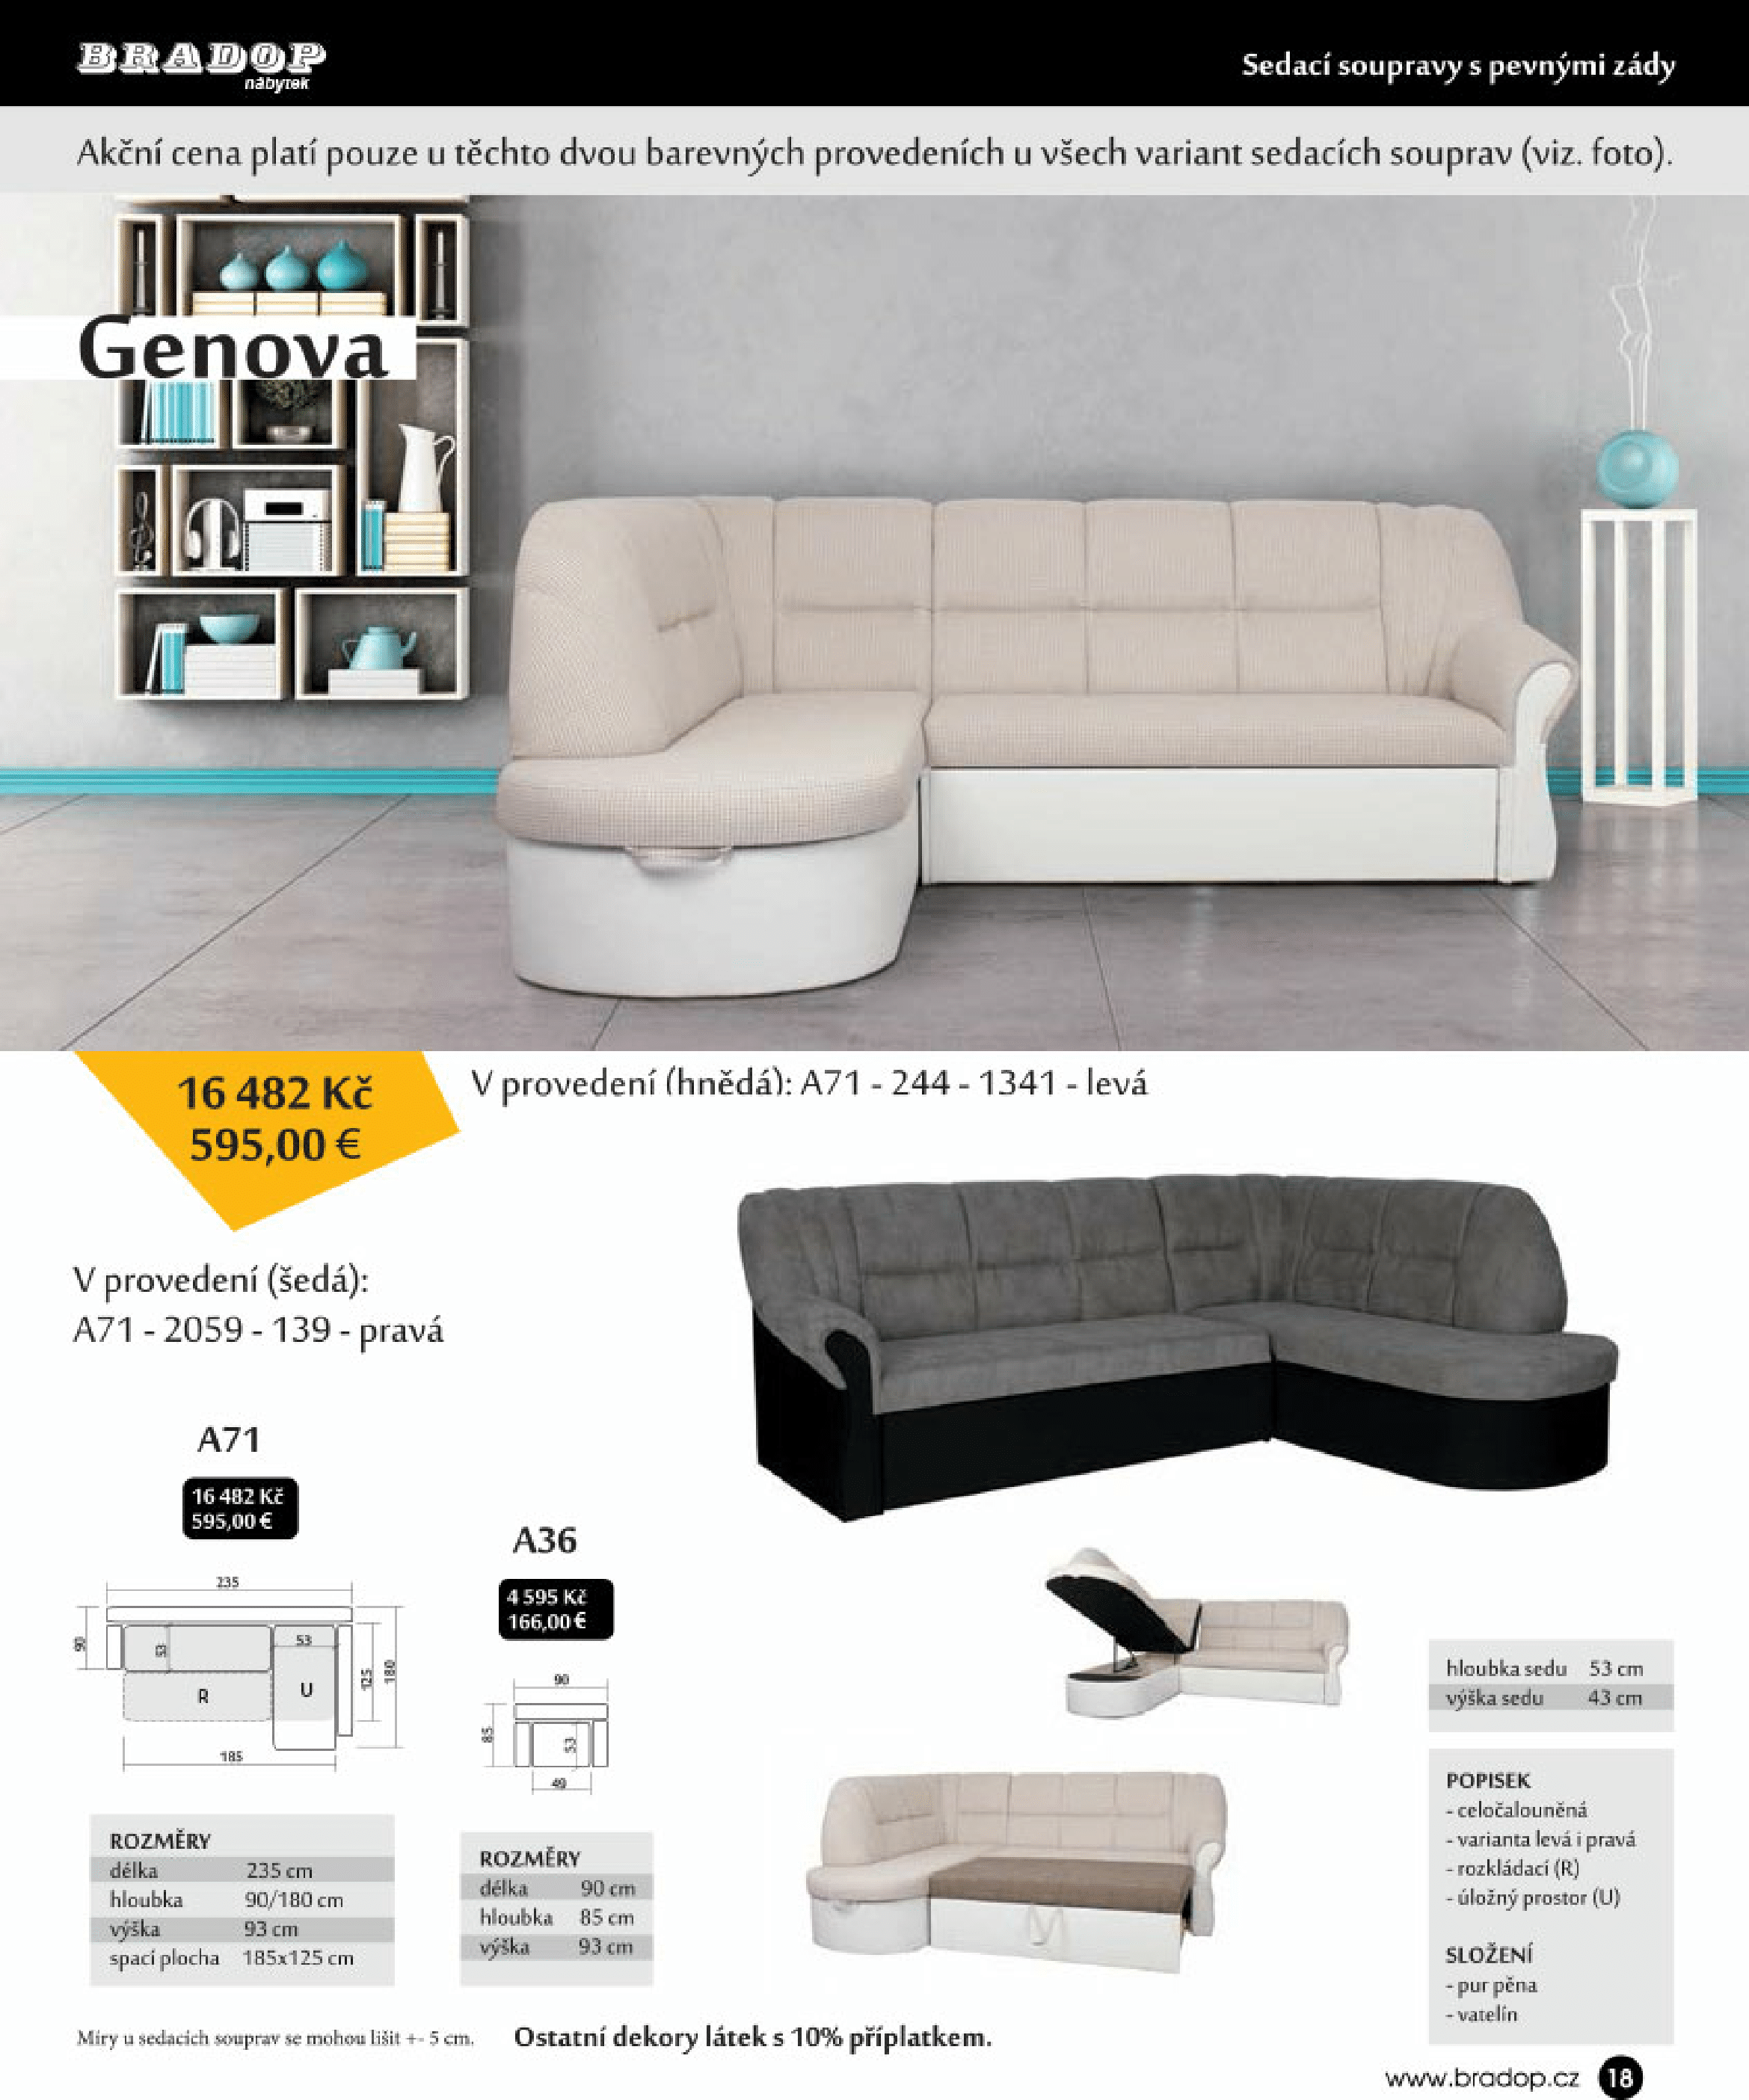 BRADOP
nábytek
Sedací soupravy s pevnými zády
Akční cena platí pouze u těchto dvou barevných provedeních u všech variant sedacích souprav (viz. foto).
Genova
16 482 Kč
595,00 €
V provedení (hnědá): A71 - 244 - 1341 - levá
V provedení (šedá):
A71 - 2059 - 139 - pravá
A71
16 482 Kč
595,00 €
235
90
53
53
R
U
125
180
185
ROZMĚRY
délka 235 cm
hloubka 90/180 cm
výška 93 cm
spací plocha 185x125 cm
A36
4 595 Kč
166,00 €
90
85
53
49
ROZMĚRY
délka 90 cm
hloubka 85 cm
výška 93 cm
hloubka sedu 53 cm
výška sedu 43 cm
POPISEK
- celočalouněná
- varianta levá i pravá
- rozkládací (R)
- úložný prostor (U)
SLOŽENÍ
- pur pěna
- vatelín
Míry u sedacích souprav se mohou lišit +- 5 cm.
Ostatní dekory látek s 10% příplatkem.
www.bradop.cz 18